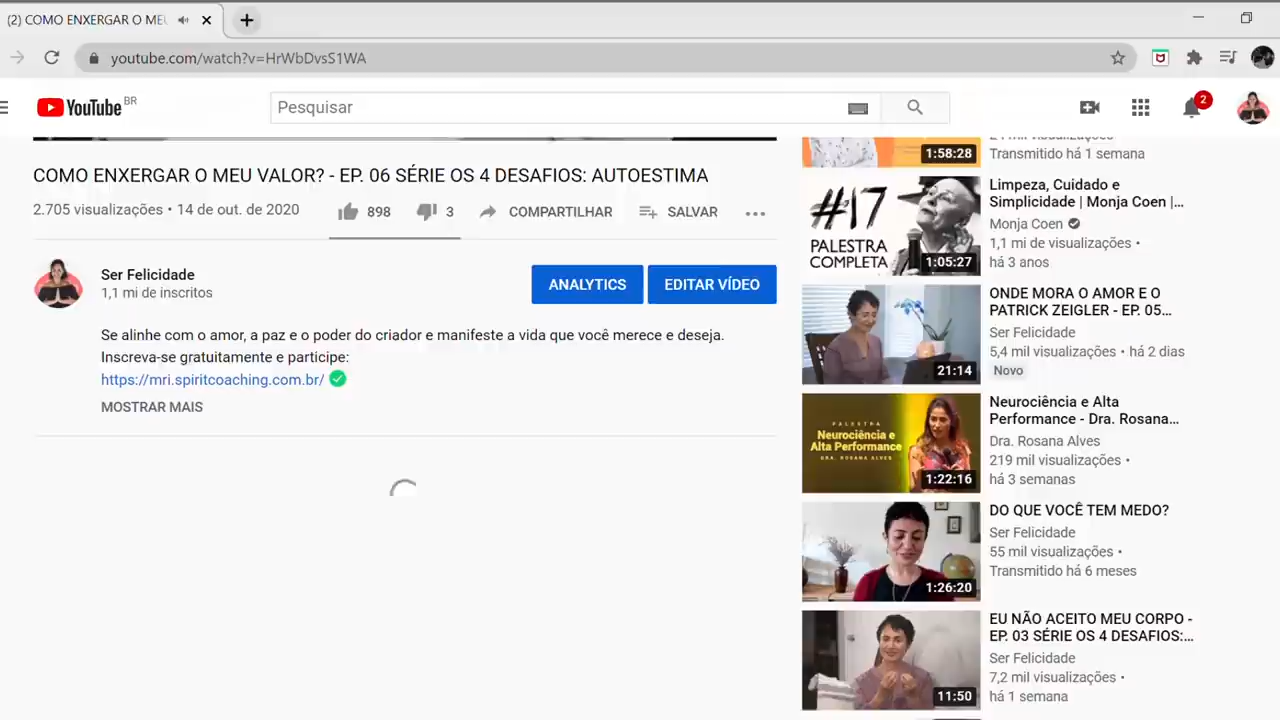 (2) COMO ENXERGAR O MEU
youtube.com/watch?v=HrWbDvsS1WA
YouTube BR
Pesquisar
2
COMO ENXERGAR O MEU VALOR? - EP. 06 SÉRIE OS 4 DESAFIOS: AUTOESTIMA
2.705 visualizações • 14 de out. de 2020
898
3
COMPARTILHAR
SALVAR
Ser Felicidade
1,1 mi de inscritos
ANALYTICS
EDITAR VÍDEO
Se alinhe com o amor, a paz e o poder do criador e manifeste a vida que você merece e deseja.
Inscreva-se gratuitamente e participe:
https://mri.spiritcoaching.com.br/
MOSTRAR MAIS
1:58:28
Transmitido há 1 semana
#17
PALESTRA
COMPLETA
1:05:27
Limpeza, Cuidado e
Simplicidade | Monja Coen |...
Monja Coen
1,1 mi de visualizações •
há 3 anos
21:14
ONDE MORA O AMOR E O
PATRICK ZEIGLER - EP. 05...
Ser Felicidade
5,4 mil visualizações • há 2 dias
Novo
PALESTRA
Neurociência e
Alta Performance
DRA. ROSANA ALVES
1:22:16
Neurociência e Alta
Performance - Dra. Rosana...
Dra. Rosana Alves
219 mil visualizações •
há 3 semanas
1:26:20
DO QUE VOCÊ TEM MEDO?
Ser Felicidade
55 mil visualizações •
Transmitido há 6 meses
11:50
EU NÃO ACEITO MEU CORPO -
EP. 03 SÉRIE OS 4 DESAFIOS:...
Ser Felicidade
7,2 mil visualizações •
há 1 semana